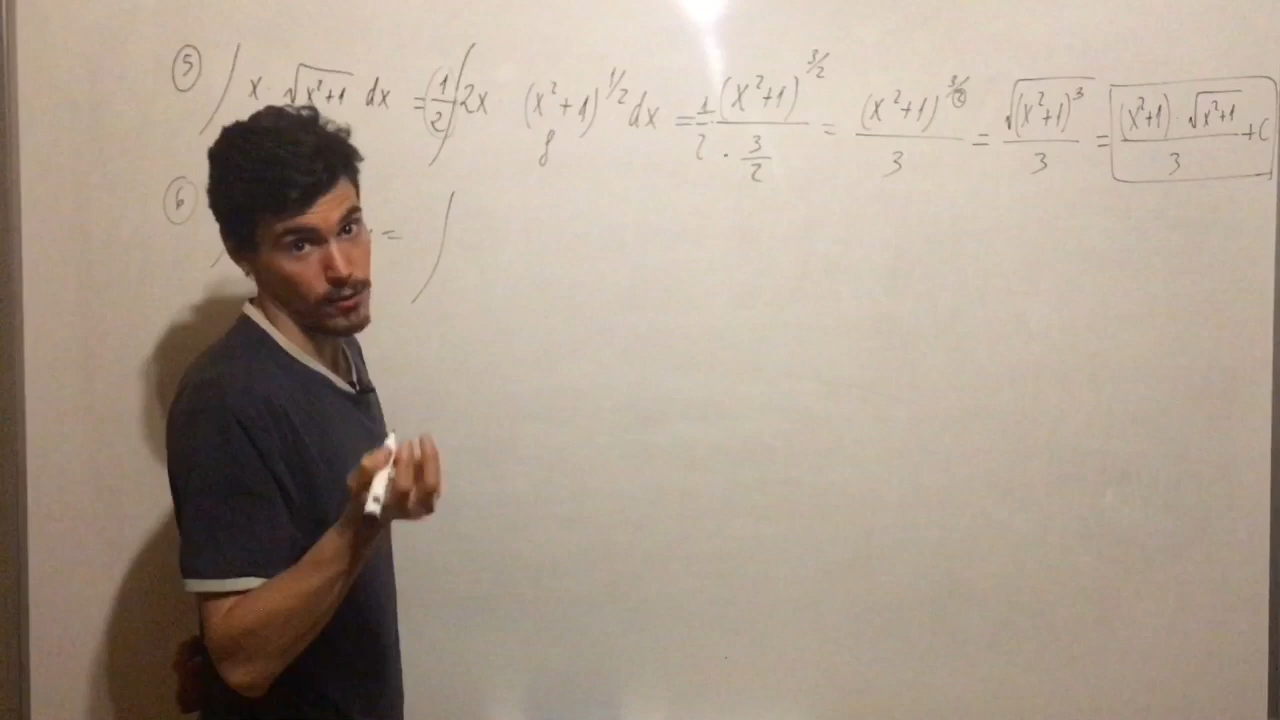 ⑤ ∫ x · √(x²+1) dx = (1/2) ∫ 2x (x²+1)^(1/2) dx = 1/2 · (x²+1)^(3/2) / (3/2) = (x²+1)^(3/2) / 3 = √((x²+1)³) / 3 = (x²+1) · √(x²+1) / 3 + C
⑥ = ∫